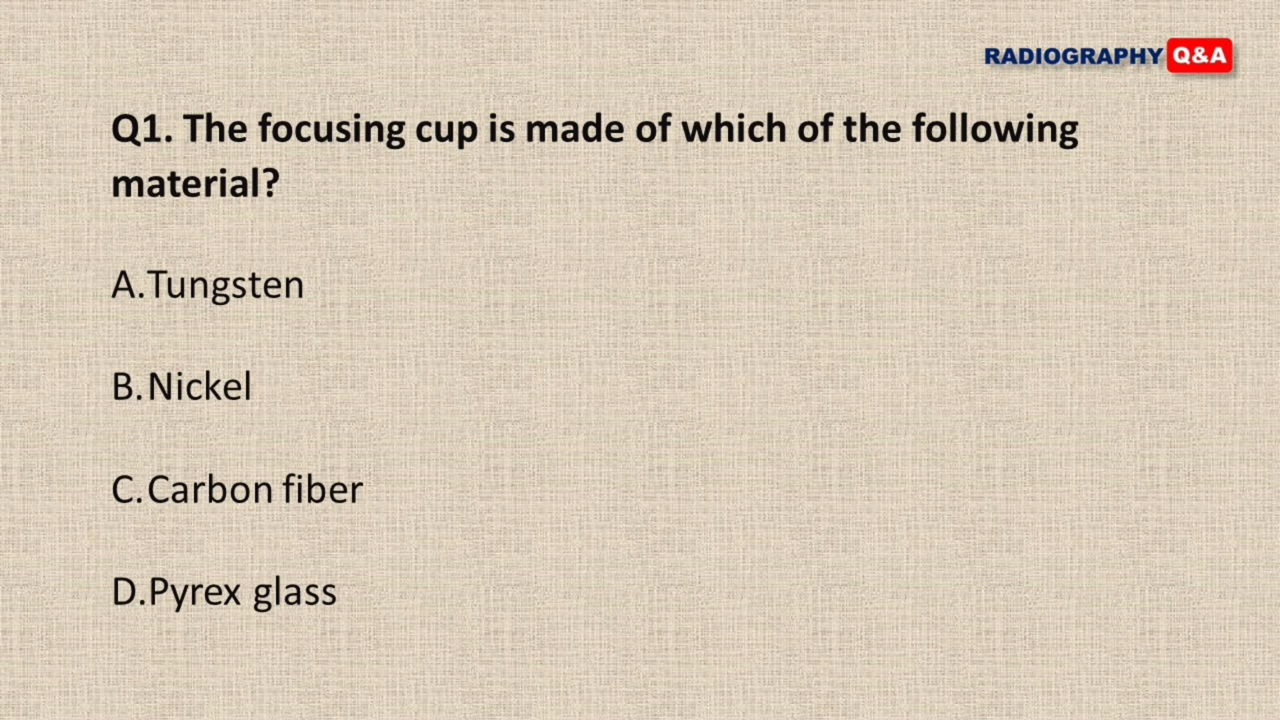 RADIOGRAPHY Q&A
Q1. The focusing cup is made of which of the following
material?
A.Tungsten
B.Nickel
C.Carbon fiber
D.Pyrex glass